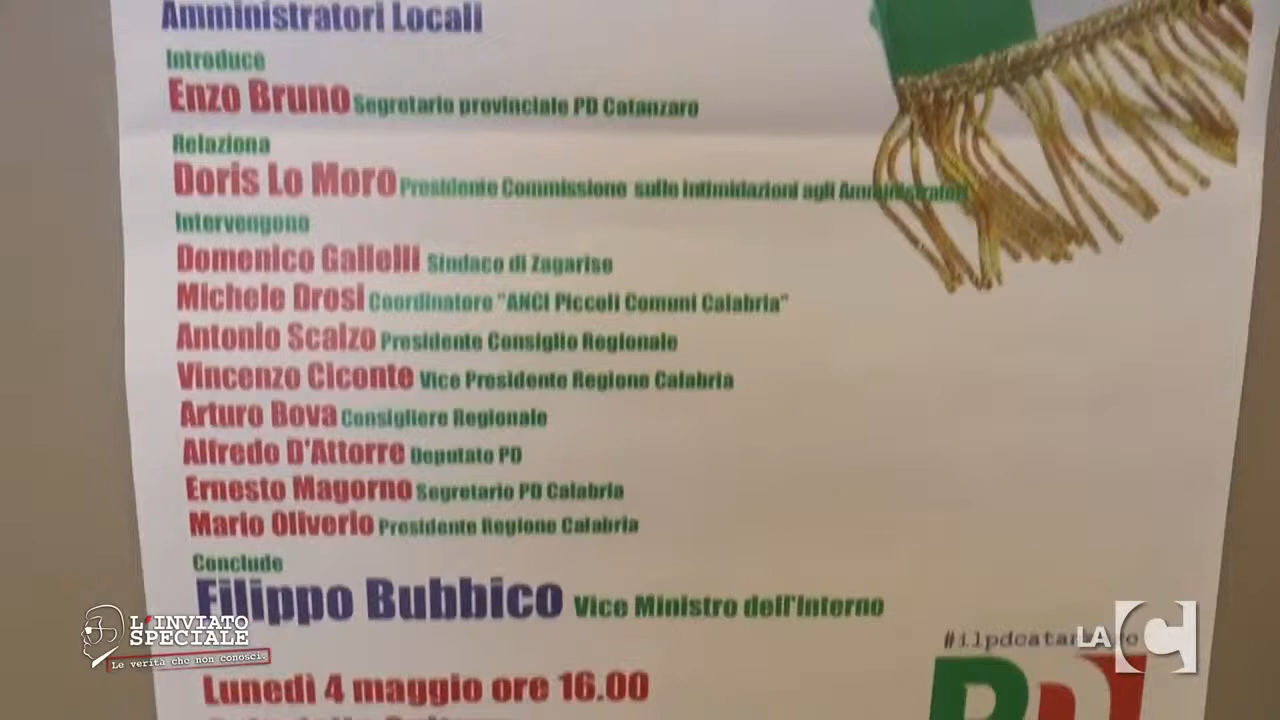 Amministratori Locali
Introduce
Enzo Bruno Segretario provinciale PD Catanzaro
Relaziona
Doris Lo Moro Presidente Commissione sulle intimidazioni agli Amministratori
Intervengono
Domenico Gallelli Sindaco di Zagarise
Michele Drosi Coordinatore "ANCI Piccoli Comuni Calabria"
Antonio Scalzo Presidente Consiglio Regionale
Vincenzo Ciconte Vice Presidente Regione Calabria
Arturo Bova Consigliere Regionale
Alfredo D'Attorre Deputato PD
Ernesto Magorno Segretario PD Calabria
Mario Oliverio Presidente Regione Calabria
Conclude
Filippo Bubbico Vice Ministro dell'Interno
L'INVIATO
SPECIALE
Le verità che non conosci.
#ilpdcatan
LA C
Lunedì 4 maggio ore 16.00
PD